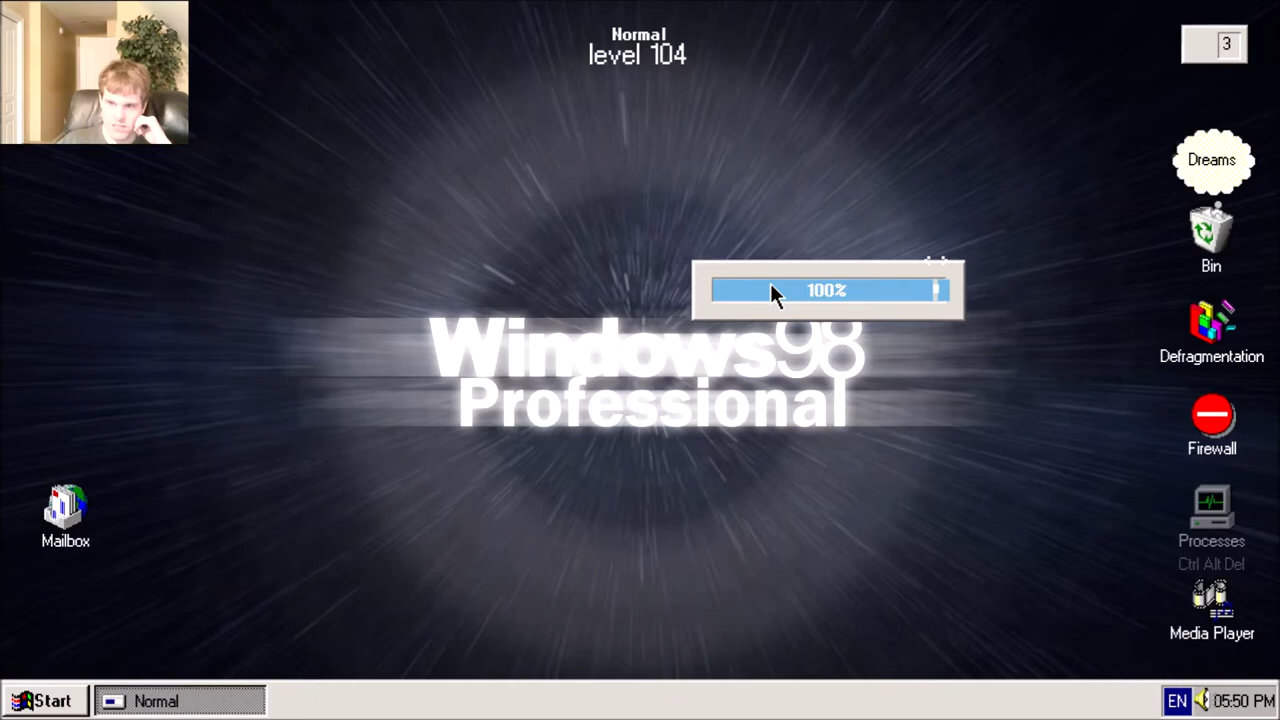 Normal
level 104
3
Dreams
Bin
100%
Windows98
Professional
Defragmentation
Firewall
Mailbox
Processes
Ctrl Alt Del
Media Player
Start
Normal
EN
05:50 PM